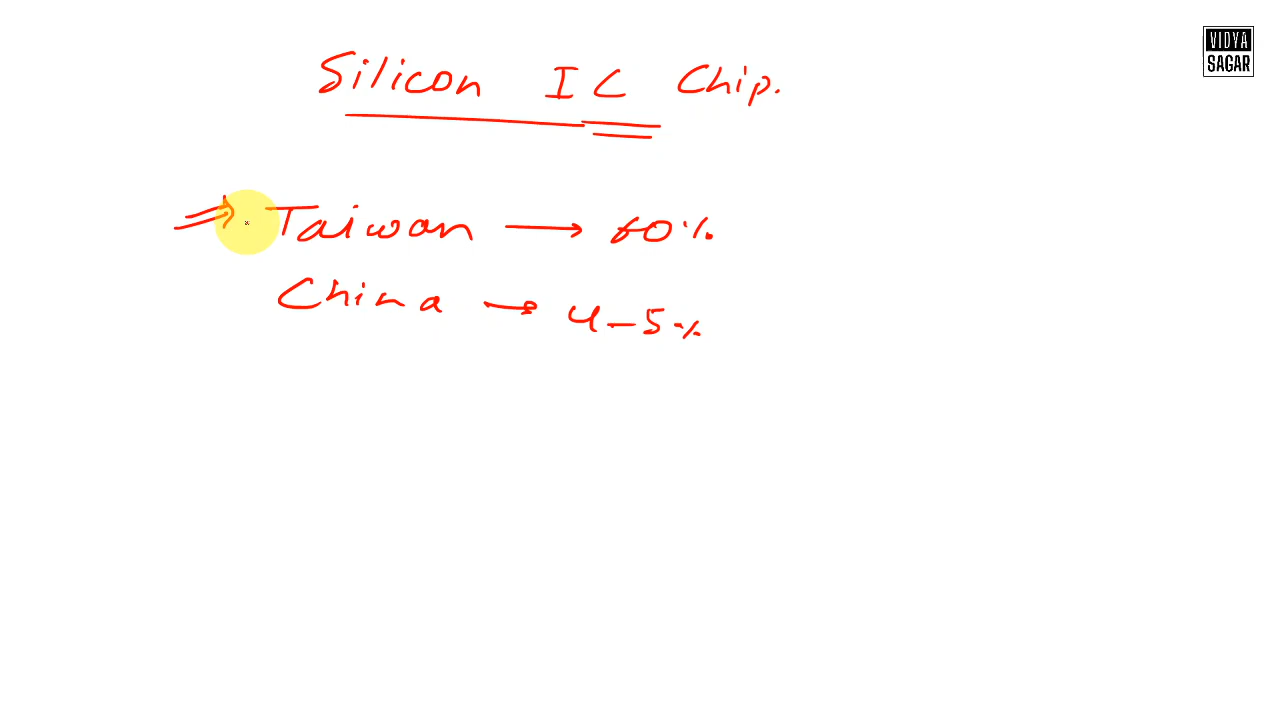 VIDYA
SAGAR
Silicon IC Chip.
⇒ Taiwan → 60%
China → 4-5%